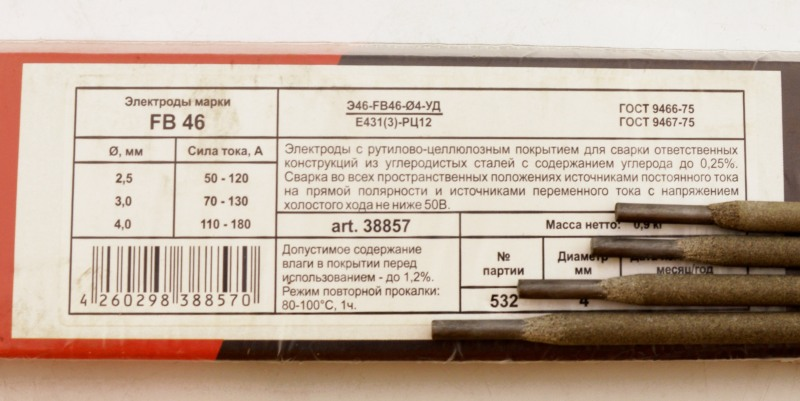 Электроды марки
FB 46
Э46-FB46-Ø4-УД
Е431(3)-РЦ12
ГОСТ 9466-75
ГОСТ 9467-75
Ø, мм
Сила тока, А
2,5
50 - 120
3,0
70 - 130
4,0
110 - 180
Электроды с рутилово-целлюлозным покрытием для сварки ответственных
конструкций из углеродистых сталей с содержанием углерода до 0,25%.
Сварка во всех пространственных положениях источниками постоянного тока
на прямой полярности и источниками переменного тока с напряжением
холостого хода не ниже 50В.
art. 38857
Масса нетто: 0,9 кг
4 260298 388570
Допустимое содержание
влаги в покрытии перед
использованием - до 1,2%.
Режим повторной прокалки:
80-100°С, 1ч.
№
партии
532
Диаметр
мм
4
месяц/год